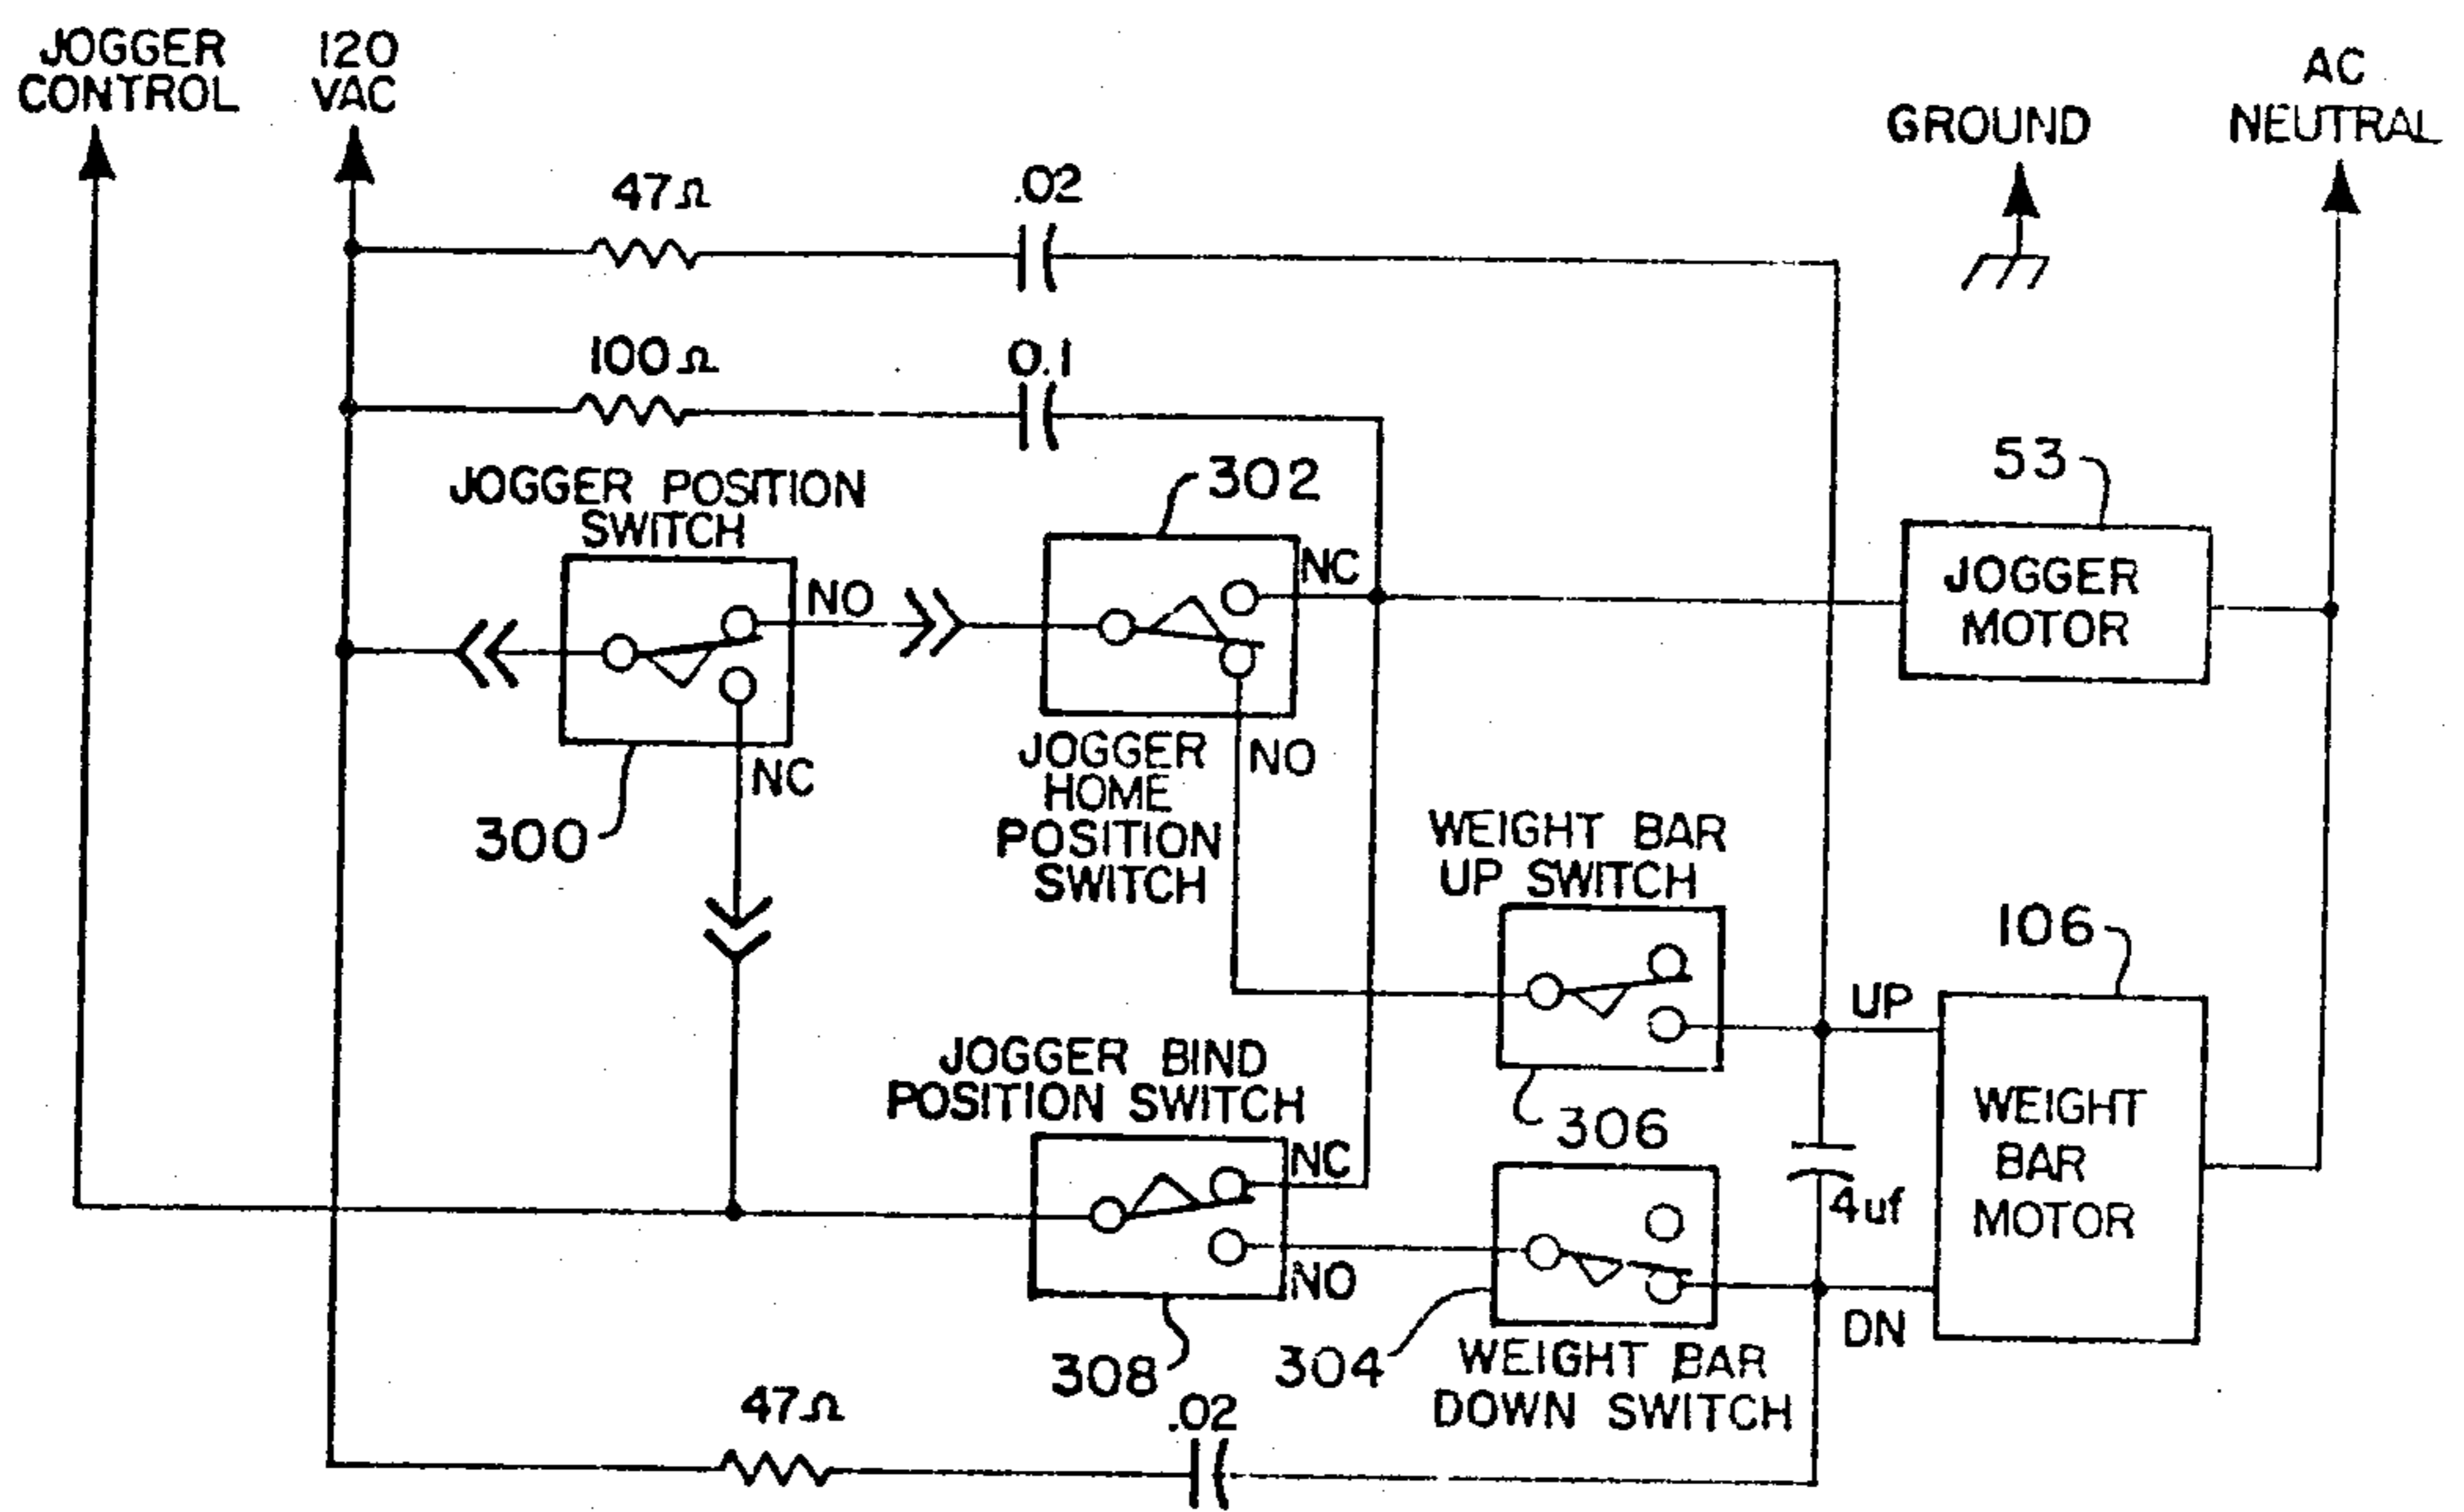 JOGGER
CONTROL
120
VAC
GROUND
AC
NEUTRAL
47Ω
.02
100Ω
0.1
JOGGER POSITION
SWITCH
302
53
NO
NC
JOGGER
MOTOR
NC
300
JOGGER
HOME
POSITION
SWITCH
NO
WEIGHT BAR
UP SWITCH
106
UP
JOGGER BIND
POSITION SWITCH
306
NC
NO
WEIGHT
BAR
MOTOR
4uf
DN
308
304
WEIGHT BAR
DOWN SWITCH
47Ω
.02